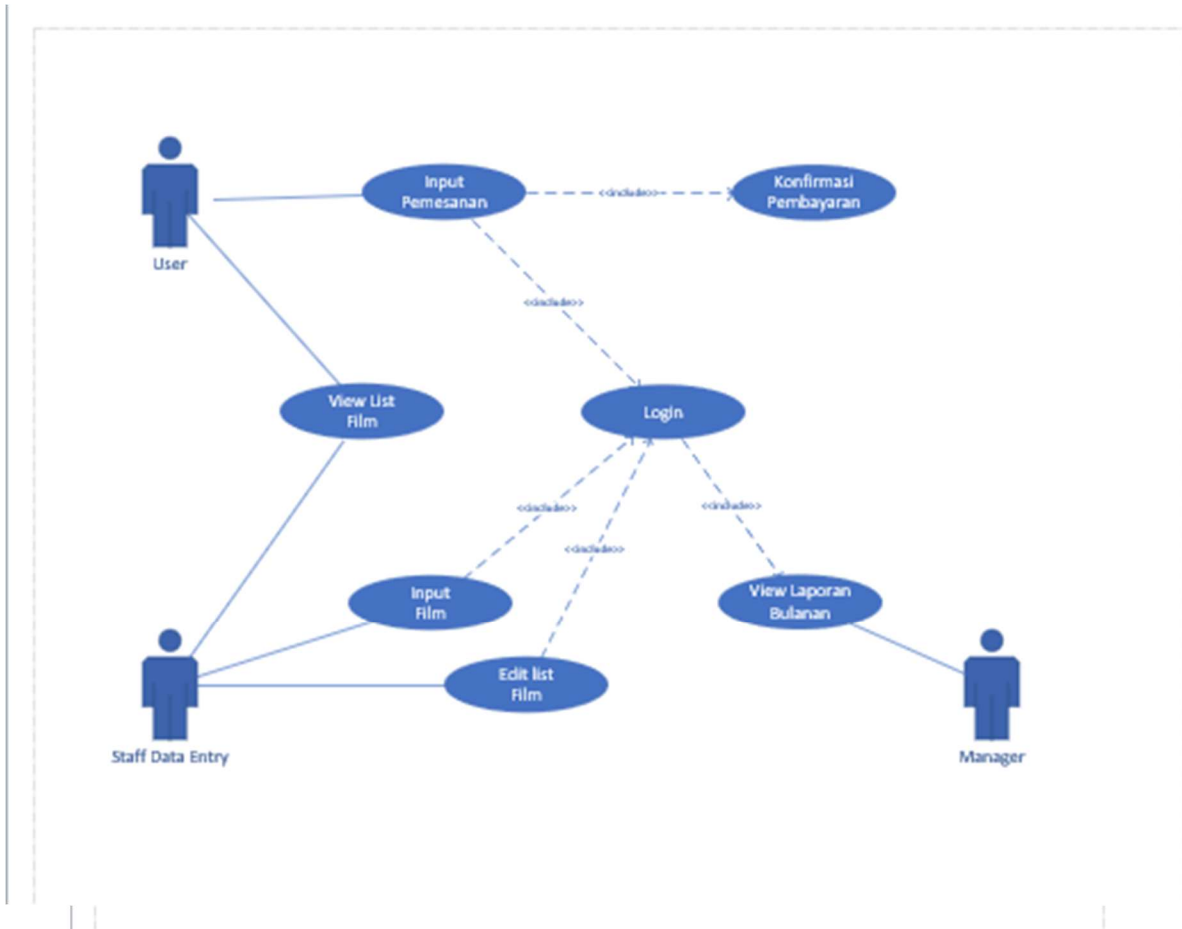 Input
Pemesanan
<<include>>
Konfirmasi
Pembayaran
User
<<include>>
View List
Film
Login
<<include>>
<<include>>
<<include>>
Input
Film
View Laporan
Bulanan
Edit list
Film
Staff Data Entry
Manager